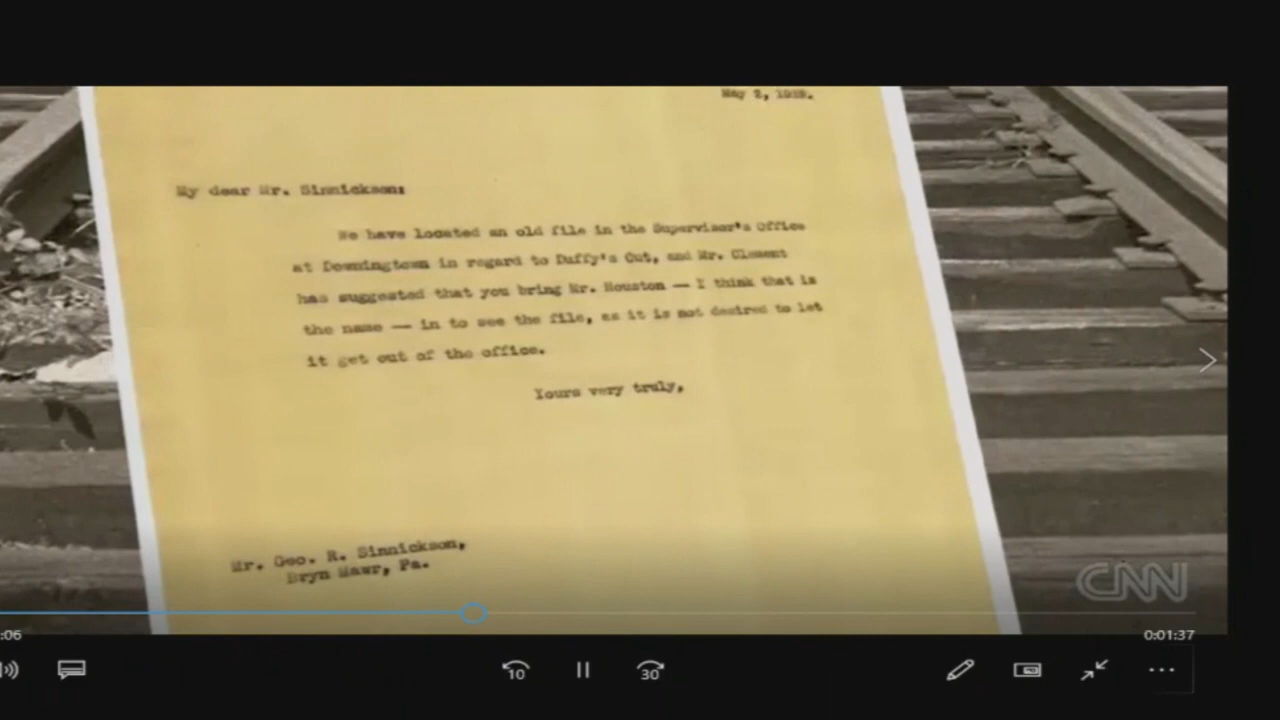 May 2,
My dear Mr. Sinnickson:
We have located an old file in the Supervisor's Office
at Downingtown in regard to Duffy's Cut, and Mr. Clement
has suggested that you bring Mr. Houston — I think that is
the name — in to see the file, as it is not desired to let
it get out of the office.
Yours very truly,
Mr. Geo. R. Sinnickson,
Bryn Mawr, Pa.
CNN
:06
0:01:37
10
30